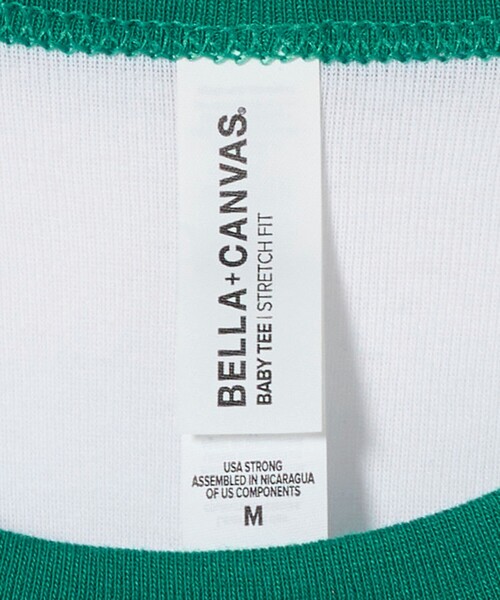 BELLA+CANVAS®
BABY TEE | STRETCH FIT
USA STRONG
ASSEMBLED IN NICARAGUA
OF US COMPONENTS
M